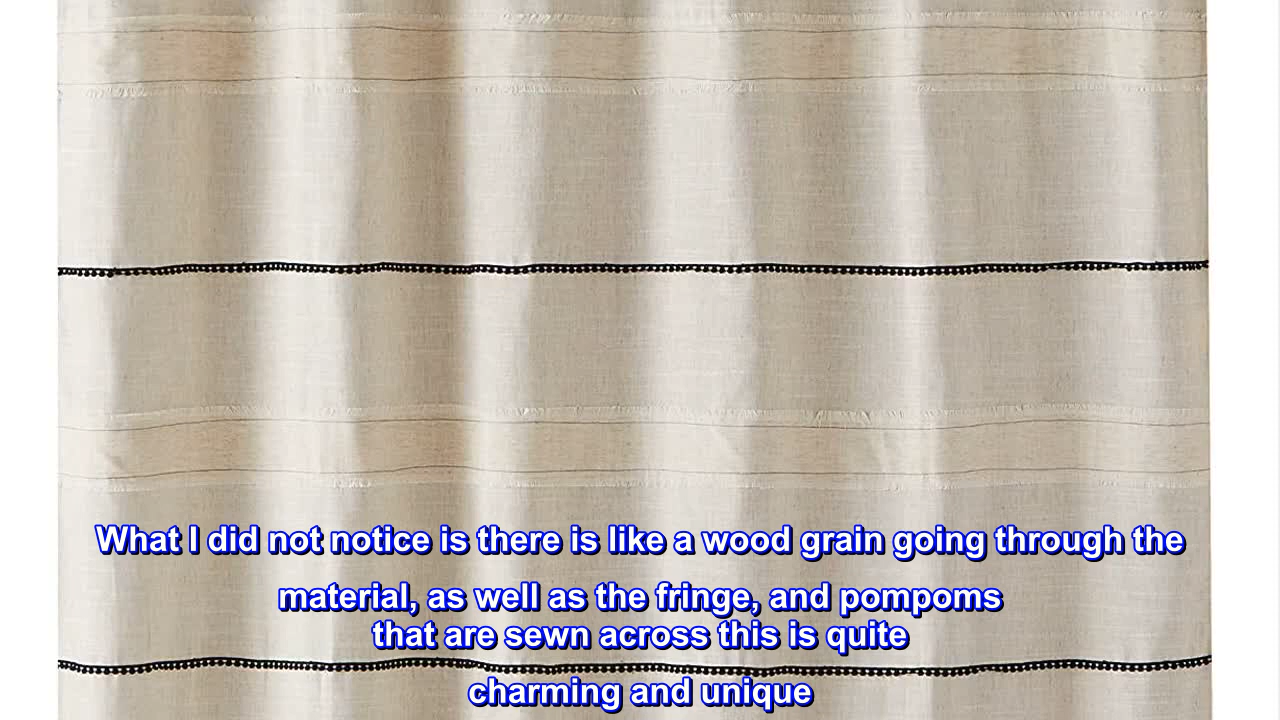 What I did not notice is there is like a wood grain going through the
material, as well as the fringe, and pompoms
that are sewn across this is quite
charming and unique